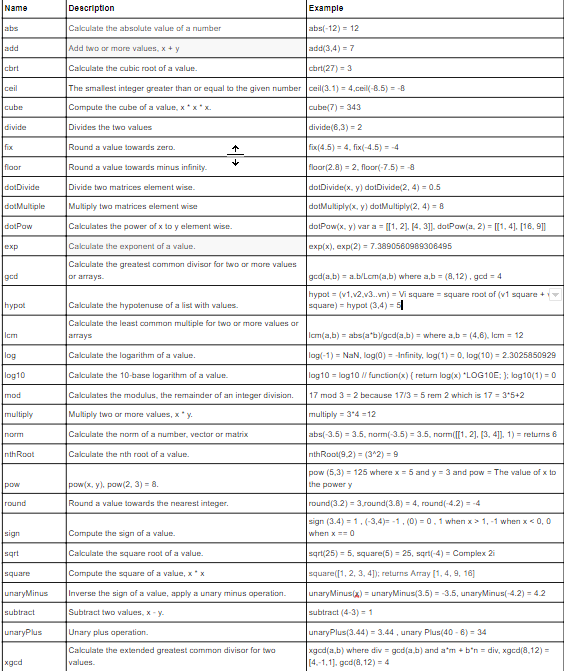 Name Description Example
abs Calculate the absolute value of a number abs(-12) = 12
add Add two or more values, x + y add(3,4) = 7
cbrt Calculate the cubic root of a value. cbrt(27) = 3
ceil The smallest integer greater than or equal to the given number ceil(3.1) = 4,ceil(-8.5) = -8
cube Compute the cube of a value, x * x * x. cube(7) = 343
divide Divides the two values divide(6,3) = 2
fix Round a value towards zero. fix(4.5) = 4, fix(-4.5) = -4
floor Round a value towards minus infinity. floor(2.8) = 2, floor(-7.5) = -8
dotDivide Divide two matrices element wise. dotDivide(x, y) dotDivide(2, 4) = 0.5
dotMultiple Multiply two matrices element wise dotMultiply(x, y) dotMultiply(2, 4) = 8
dotPow Calculates the power of x to y element wise. dotPow(x, y) var a = [[1, 2], [4, 3]], dotPow(a, 2) = [[1, 4], [16, 9]]
exp Calculate the exponent of a value. exp(x), exp(2) = 7.3890560989306495
Calculate the greatest common divisor for two or more values
gcd or arrays. gcd(a,b) = a.b/Lcm(a,b) where a,b = (8,12) , gcd = 4
hypot = (v1,v2,v3..vn) = Vi square = square root of (v1 square +
hypot Calculate the hypotenuse of a list with values. square) = hypot (3,4) = 5
Calculate the least common multiple for two or more values or
lcm arrays lcm(a,b) = abs(a*b)/gcd(a,b) = where a,b = (4,6), lcm = 12
log Calculate the logarithm of a value. log(-1) = NaN, log(0) = -Infinity, log(1) = 0, log(10) = 2.3025850929
log10 Calculate the 10-base logarithm of a value. log10 = log10 // function(x) { return log(x) *LOG10E; }; log10(1) = 0
mod Calculates the modulus, the remainder of an integer division. 17 mod 3 = 2 because 17/3 = 5 rem 2 which is 17 = 3*5+2
multiply Multiply two or more values, x * y. multiply = 3*4 =12
norm Calculate the norm of a number, vector or matrix abs(-3.5) = 3.5, norm(-3.5) = 3.5, norm([[1, 2], [3, 4]], 1) = returns 6
nthRoot Calculate the nth root of a value. nthRoot(9,2) = (3^2) = 9
pow (5,3) = 125 where x = 5 and y = 3 and pow = The value of x to
pow pow(x, y), pow(2, 3) = 8. the power y
round Round a value towards the nearest integer. round(3.2) = 3,round(3.8) = 4, round(-4.2) = -4
sign (3.4) = 1 , (-3,4)= -1 , (0) = 0 , 1 when x > 1, -1 when x < 0, 0
sign Compute the sign of a value. when x == 0
sqrt Calculate the square root of a value. sqrt(25) = 5, square(5) = 25, sqrt(-4) = Complex 2i
square Compute the square of a value, x * x square([1, 2, 3, 4]); returns Array [1, 4, 9, 16]
unaryMinus Inverse the sign of a value, apply a unary minus operation. unaryMinus(x) = unaryMinus(3.5) = -3.5, unaryMinus(-4.2) = 4.2
subtract Subtract two values, x - y. subtract (4-3) = 1
unaryPlus Unary plus operation. unaryPlus(3.44) = 3.44 , unary Plus(40 - 6) = 34
Calculate the extended greatest common divisor for two xgcd(a,b) where div = gcd(a,b) and a*m + b*n = div, xgcd(8,12) =
xgcd values. [4,-1,1], gcd(8,12) = 4